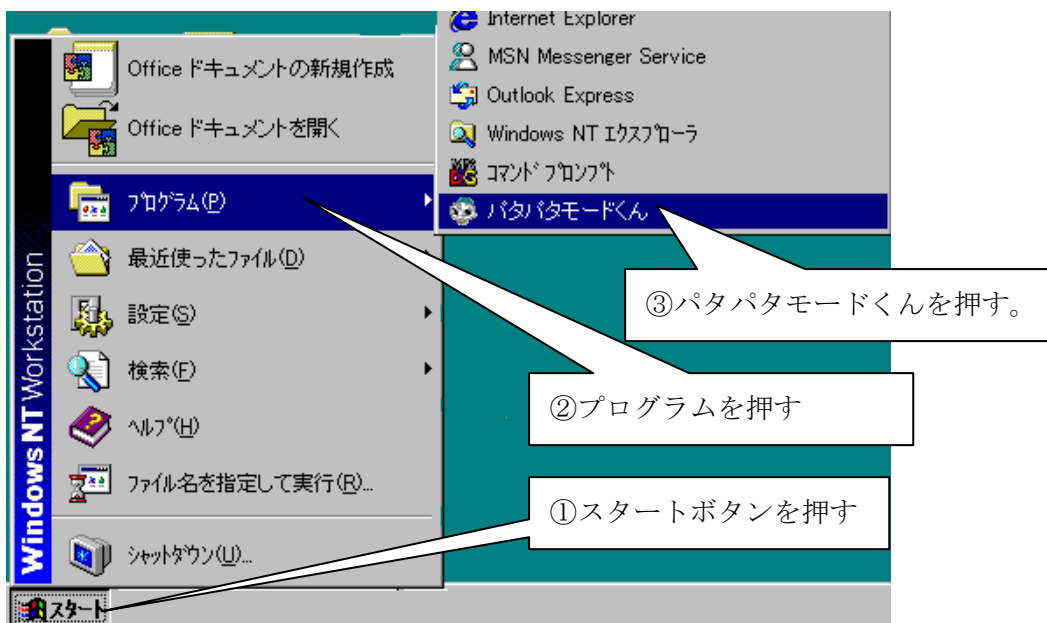 Internet Explorer
MSN Messenger Service
Outlook Express
Windows NT エクスプローラ
コマンド プロンプト
パタパタモードくん
Office ドキュメントの新規作成
Office ドキュメントを開く
プログラム(P)
最近使ったファイル(D)
設定(S)
検索(F)
ヘルプ(H)
ファイル名を指定して実行(R)...
シャットダウン(U)...
Windows NT Workstation
スタート
③パタパタモードくんを押す。
②プログラムを押す
①スタートボタンを押す